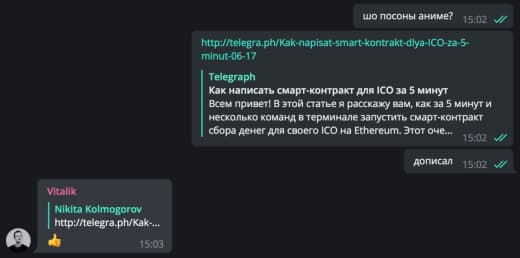 шо посоны аниме?
15:02
http://telegra.ph/Kak-napisat-smart-kontrakt-dlya-ICO-za-5-
minut-06-17
Telegraph
Как написать смарт-контракт для ICO за 5 минут
Всем привет! В этой статье я расскажу вам, как за 5 минут и
несколько команд в терминале запустить смарт-контракт
сбора денег для своего ICO на Ethereum. Этот оче...
15:02
дописал
15:02
Vitalik
Nikita Kolmogorov
http://telegra.ph/Kak-...
👍
15:03